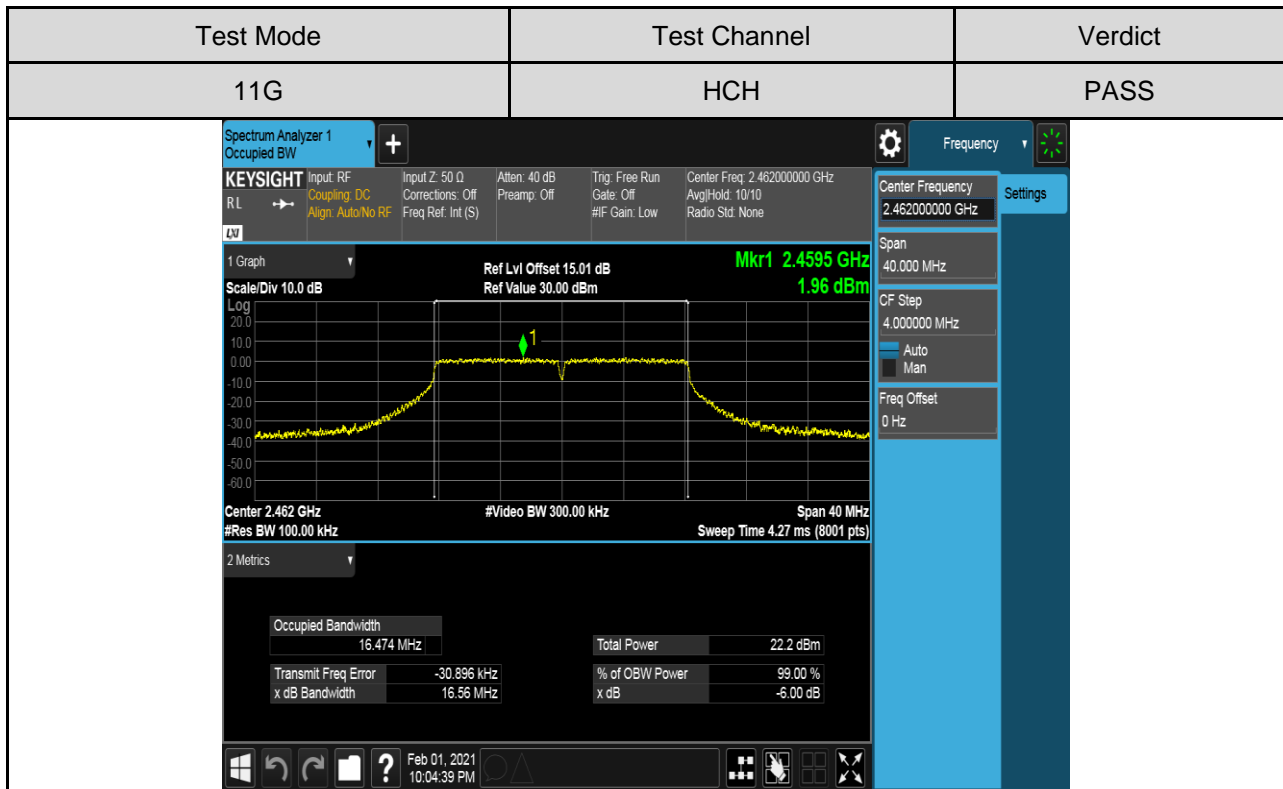 Test Mode Test Channel Verdict
11G HCH PASS
Spectrum Analyzer 1
Occupied BW
+
Frequency
KEYSIGHT Input: RF Input Z: 50 Ω Atten: 40 dB Trig: Free Run Center Freq: 2.462000000 GHz
RL Coupling: DC Corrections: Off Preamp: Off Gate: Off Avg|Hold: 10/10
Align: Auto/No RF Freq Ref: Int (S) #IF Gain: Low Radio Std: None
LXI
Center Frequency
2.462000000 GHz
Settings
Span
40.000 MHz
CF Step
4.000000 MHz
Auto
Man
Freq Offset
0 Hz
1 Graph Ref Lvl Offset 15.01 dB Mkr1 2.4595 GHz
Scale/Div 10.0 dB Ref Value 30.00 dBm 1.96 dBm
Log
20.0
10.0
0.00
-10.0
-20.0
-30.0
-40.0
-50.0
-60.0
1
Center 2.462 GHz #Video BW 300.00 kHz Span 40 MHz
#Res BW 100.00 kHz Sweep Time 4.27 ms (8001 pts)
2 Metrics
Occupied Bandwidth
16.474 MHz Total Power 22.2 dBm
Transmit Freq Error -30.896 kHz % of OBW Power 99.00 %
x dB Bandwidth 16.56 MHz x dB -6.00 dB
? Feb 01, 2021
10:04:39 PM